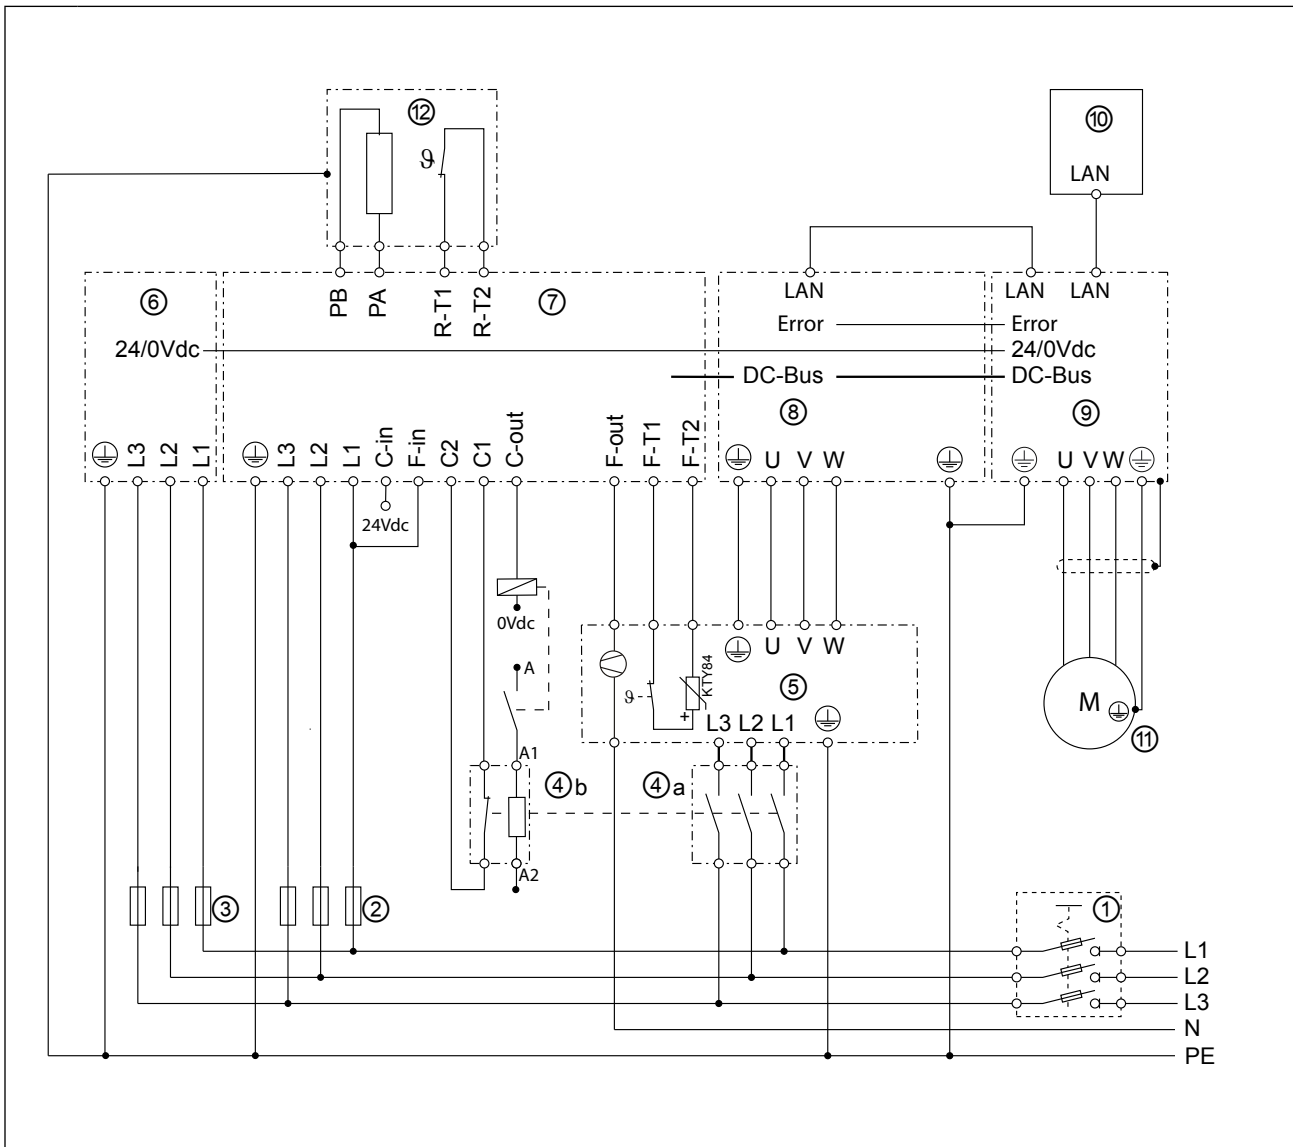 ⑫
⑩
ϑ
LAN
PB
PA
R-T1
R-T2
⑥
⑦
LAN
LAN
LAN
Error
Error
24/0Vdc
24/0Vdc
DC-Bus
DC-Bus
⑧
⑨
L3
L2
L1
L3
L2
L1
C-in
F-in
C2
C1
C-out
F-out
F-T1
F-T2
U
V
W
U
V
W
24Vdc
0Vdc
A
ϑ
+
KTY84
U
V
W
⑤
L3
L2
L1
M
⑪
A1
④b
④a
A2
③
②
①
L1
L2
L3
N
PE